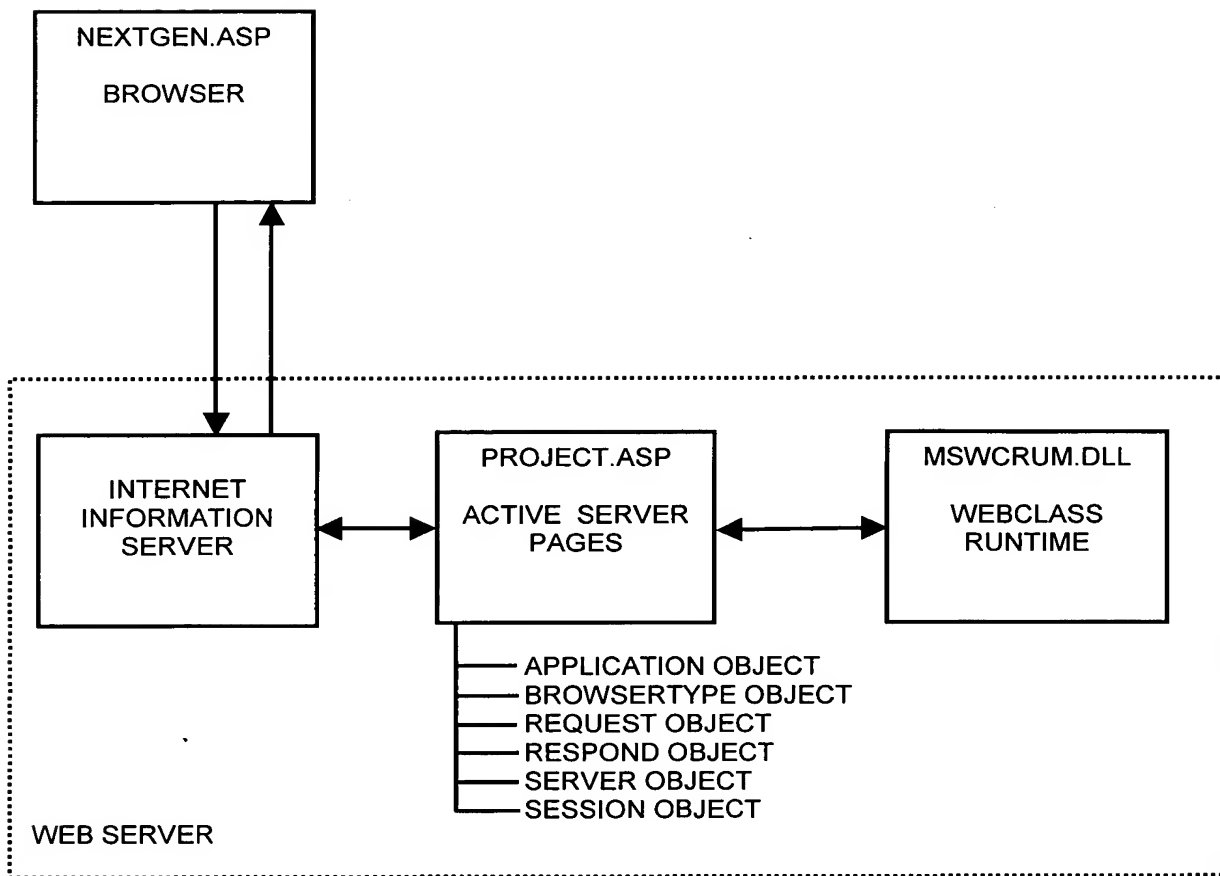 NEXTGEN.ASP
BROWSER
INTERNET
INFORMATION
SERVER
PROJECT.ASP
ACTIVE SERVER
PAGES
MSWCRUM.DLL
WEBCLASS
RUNTIME
APPLICATION OBJECT
BROWSERTYPE OBJECT
REQUEST OBJECT
RESPOND OBJECT
SERVER OBJECT
SESSION OBJECT
WEB SERVER